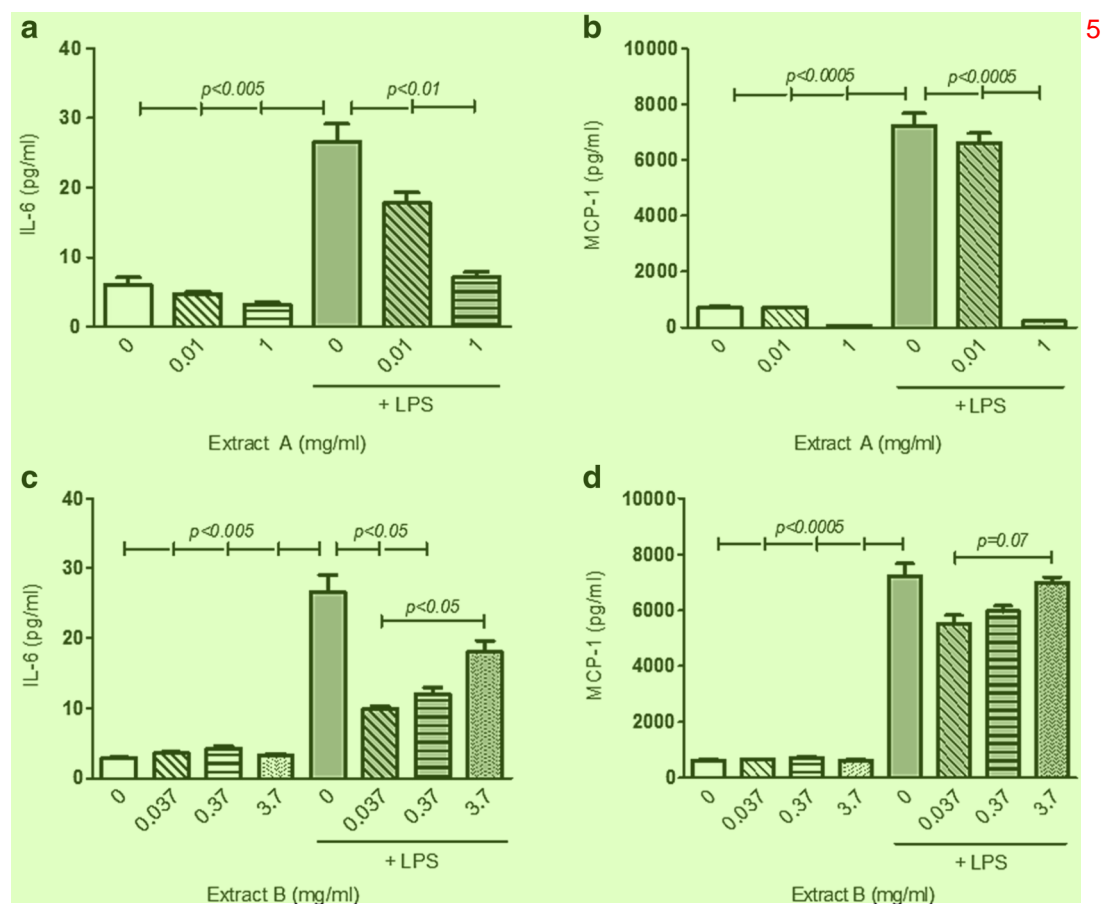 a
b
5
40
30
20
10
0
IL-6 (pg/ml)
p<0.005
p<0.01
0
0.01
1
0
0.01
1
+ LPS
Extract A (mg/ml)
10000
8000
6000
4000
2000
0
MCP-1 (pg/ml)
p<0.0005
p<0.0005
0
0.01
1
0
0.01
1
+LPS
Extract A (mg/ml)
c
d
40
30
20
10
0
IL-6 (pg/ml)
p<0.005
p<0.05
p<0.05
0
0.037
0.37
3.7
0
0.037
0.37
3.7
+ LPS
Extract B (mg/ml)
10000
8000
6000
4000
2000
0
MCP-1 (pg/ml)
p<0.0005
p=0.07
0
0.037
0.37
3.7
0
0.037
0.37
3.7
+ LPS
Extract B (mg/ml)